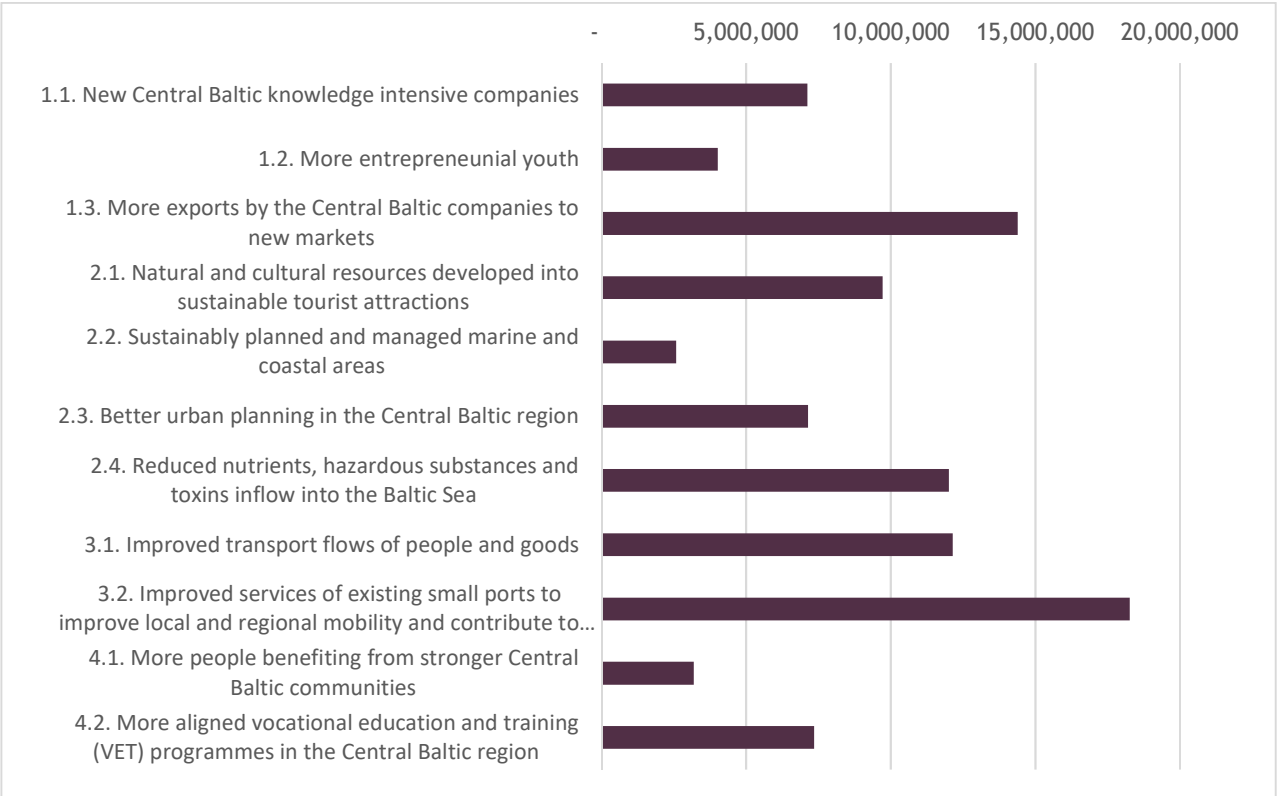 - 5,000,000 10,000,000 15,000,000 20,000,000
1.1. New Central Baltic knowledge intensive companies
1.2. More entrepreneunial youth
1.3. More exports by the Central Baltic companies to
new markets
2.1. Natural and cultural resources developed into
sustainable tourist attractions
2.2. Sustainably planned and managed marine and
coastal areas
2.3. Better urban planning in the Central Baltic region
2.4. Reduced nutrients, hazardous substances and
toxins inflow into the Baltic Sea
3.1. Improved transport flows of people and goods
3.2. Improved services of existing small ports to
improve local and regional mobility and contribute to...
4.1. More people benefiting from stronger Central
Baltic communities
4.2. More aligned vocational education and training
(VET) programmes in the Central Baltic region